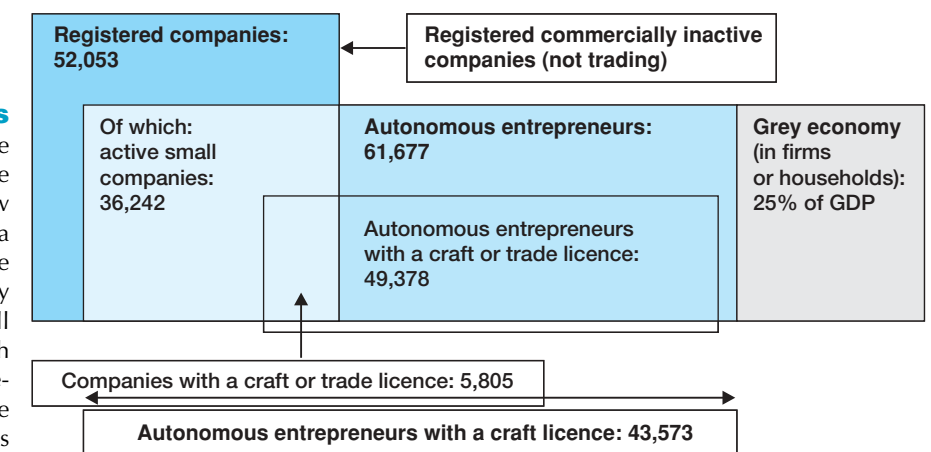 Registered companies:
52,053
Registered commercially inactive
companies (not trading)
Of which:
active small
companies:
36,242
Autonomous entrepreneurs:
61,677
Grey economy
(in firms
or households):
25% of GDP
Autonomous entrepreneurs
with a craft or trade licence:
49,378
Companies with a craft or trade licence: 5,805
Autonomous entrepreneurs with a craft licence: 43,573